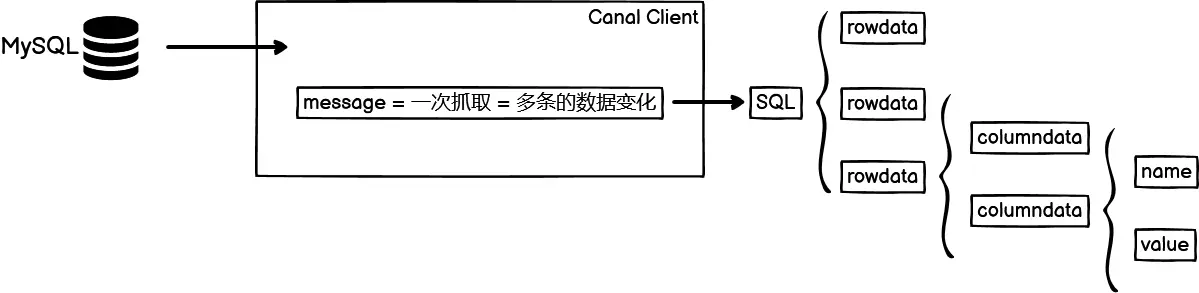 Canal Client
MySQL
message = 一次抓取 = 多条的数据变化
SQL
rowdata
rowdata
rowdata
columndata
columndata
name
value